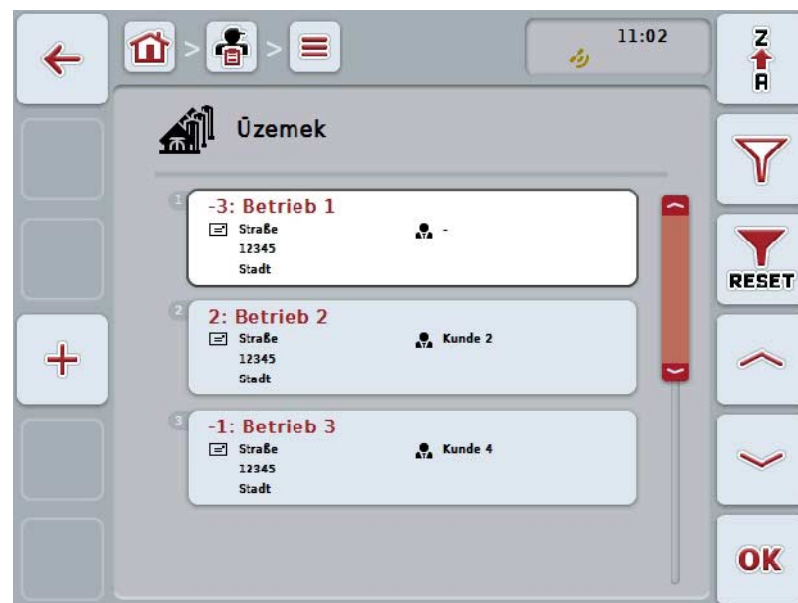 > >
11:02
Z
A
Üzemek
1
-3: Betrieb 1
Straße
-
12345
Stadt
RESET
2
2: Betrieb 2
Straße
Kunde 2
12345
Stadt
3
-1: Betrieb 3
Straße
Kunde 4
12345
Stadt
OK